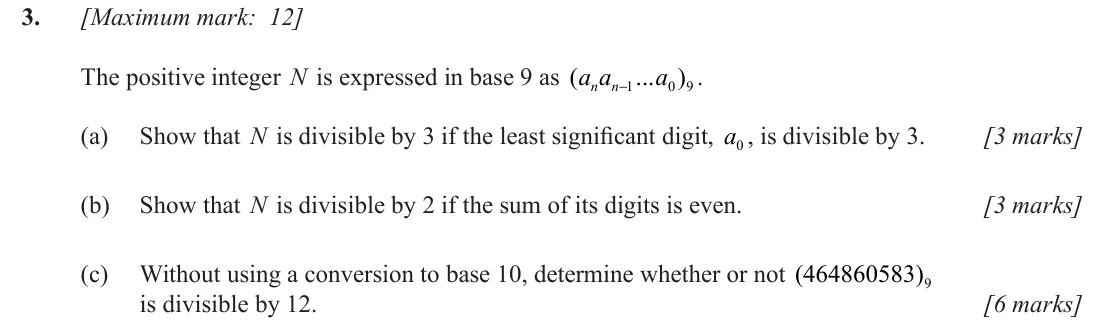 3. [Maximum mark: 12]
The positive integer N is expressed in base 9 as (aₙaₙ₋₁...a₀)₉.
(a) Show that N is divisible by 3 if the least significant digit, a₀, is divisible by 3. [3 marks]
(b) Show that N is divisible by 2 if the sum of its digits is even. [3 marks]
(c) Without using a conversion to base 10, determine whether or not (464860583)₉
is divisible by 12. [6 marks]